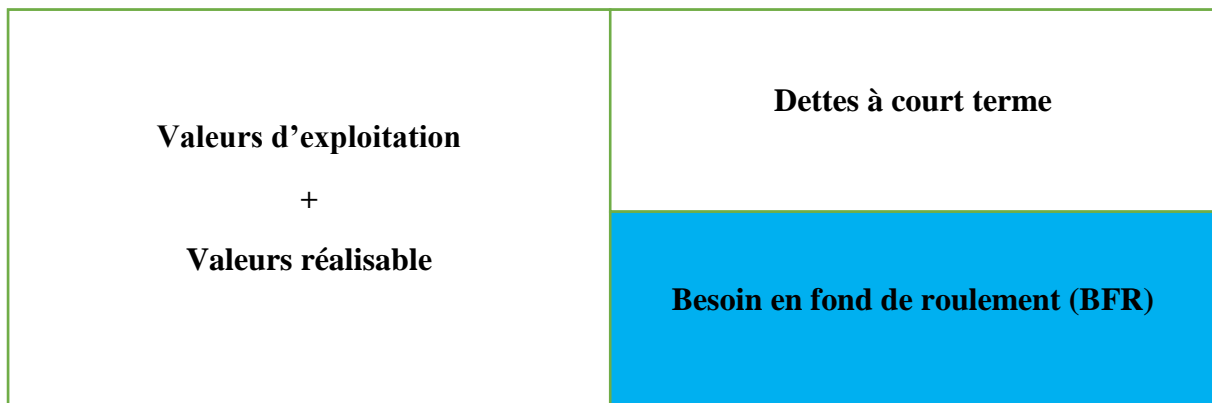 Valeurs d’exploitation
+
Valeurs réalisable
Dettes à court terme
Besoin en fond de roulement (BFR)